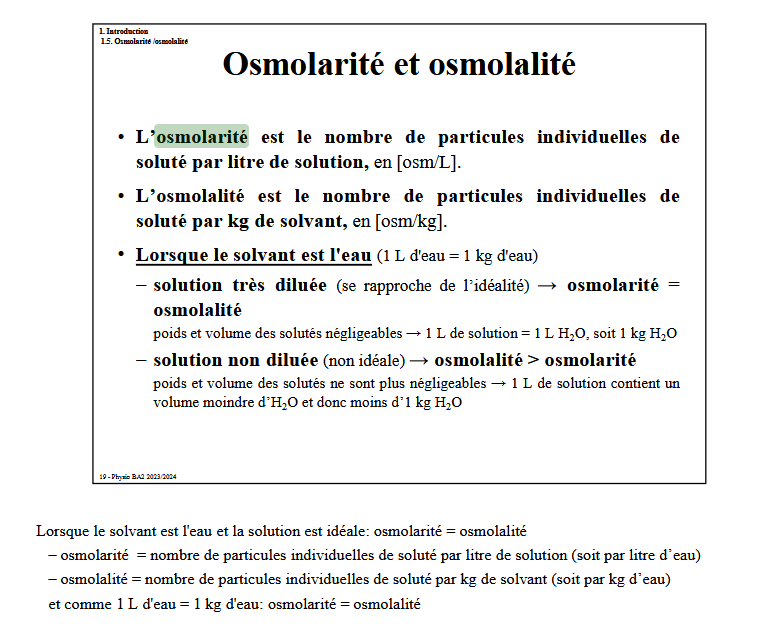 1. Introduction
1.5. Osmolarité /osmolalité
Osmolarité et osmolalité
• L’osmolarité est le nombre de particules individuelles de
soluté par litre de solution, en [osm/L].
• L’osmolalité est le nombre de particules individuelles de
soluté par kg de solvant, en [osm/kg].
• Lorsque le solvant est l'eau (1 L d'eau = 1 kg d'eau)
– solution très diluée (se rapproche de l’idéalité) → osmolarité =
osmolalité
poids et volume des solutés négligeables → 1 L de solution = 1 L H₂O, soit 1 kg H₂O
– solution non diluée (non idéale) → osmolalité > osmolarité
poids et volume des solutés ne sont plus négligeables → 1 L de solution contient un
volume moindre d’H₂O et donc moins d’1 kg H₂O
19 - Physio BA2 2023/2024
Lorsque le solvant est l'eau et la solution est idéale: osmolarité = osmolalité
– osmolarité = nombre de particules individuelles de soluté par litre de solution (soit par litre d’eau)
– osmolalité = nombre de particules individuelles de soluté par kg de solvant (soit par kg d’eau)
et comme 1 L d'eau = 1 kg d'eau: osmolarité = osmolalité